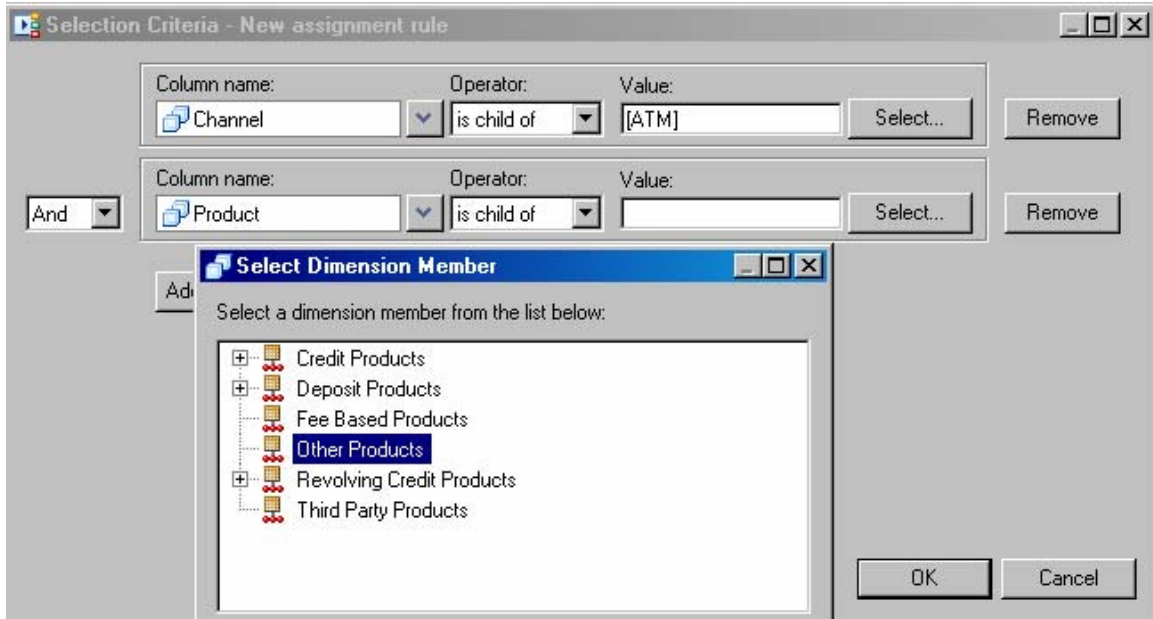 Selection Criteria - New assignment rule
Column name: Operator: Value:
Channel is child of [ATM] Select... Remove
Column name: Operator: Value:
And Product is child of Select... Remove
Select Dimension Member
Select a dimension member from the list below:
Credit Products
Deposit Products
Fee Based Products
Other Products
Revolving Credit Products
Third Party Products
OK Cancel